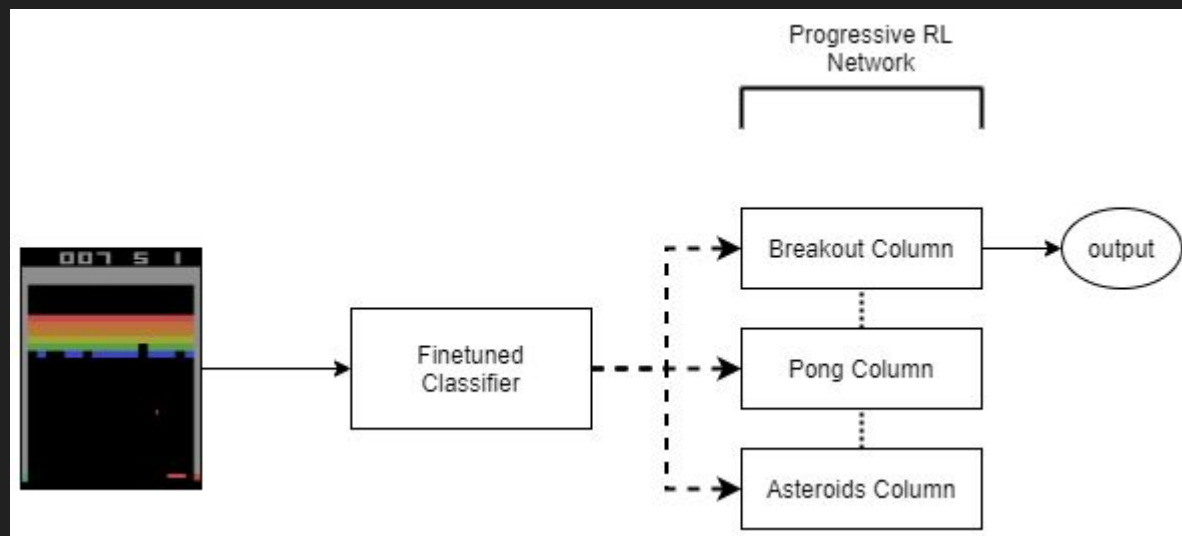 Progressive RL
Network
007 5 1
Breakout Column
output
Finetuned
Classifier
Pong Column
Asteroids Column